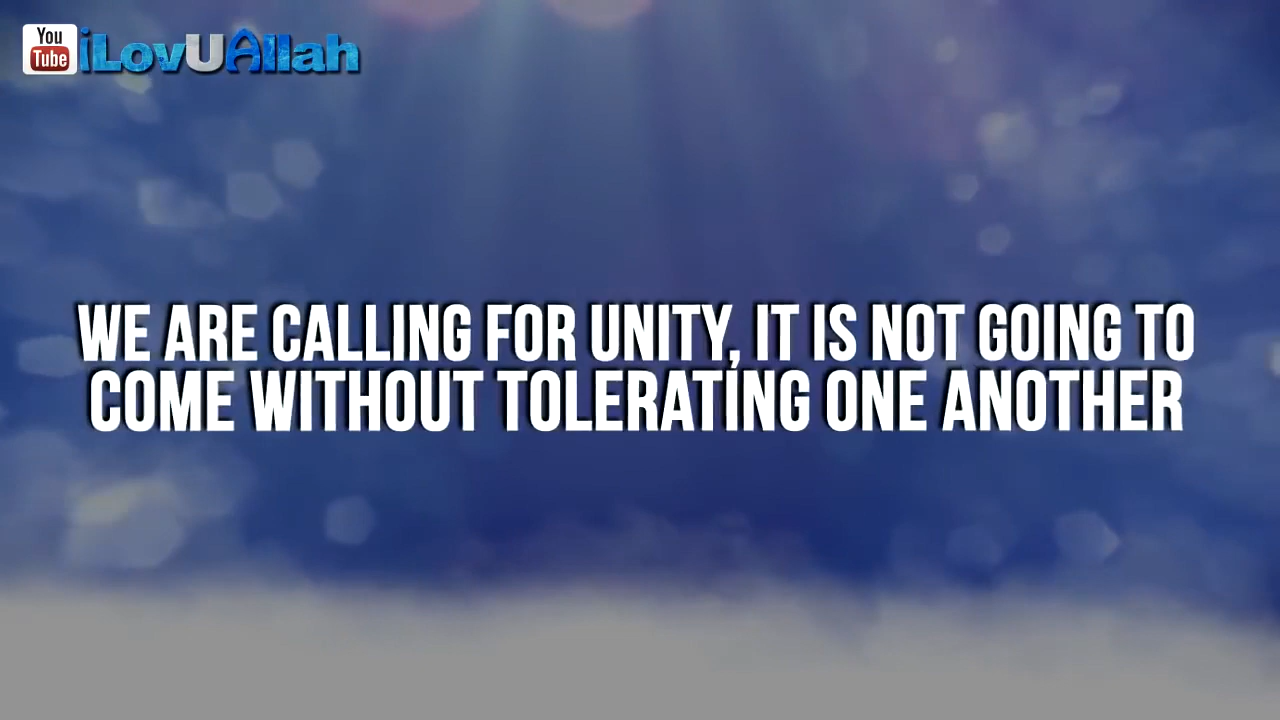 You
Tube
iLovUAllah
WE ARE CALLING FOR UNITY, IT IS NOT GOING TO
COME WITHOUT TOLERATING ONE ANOTHER